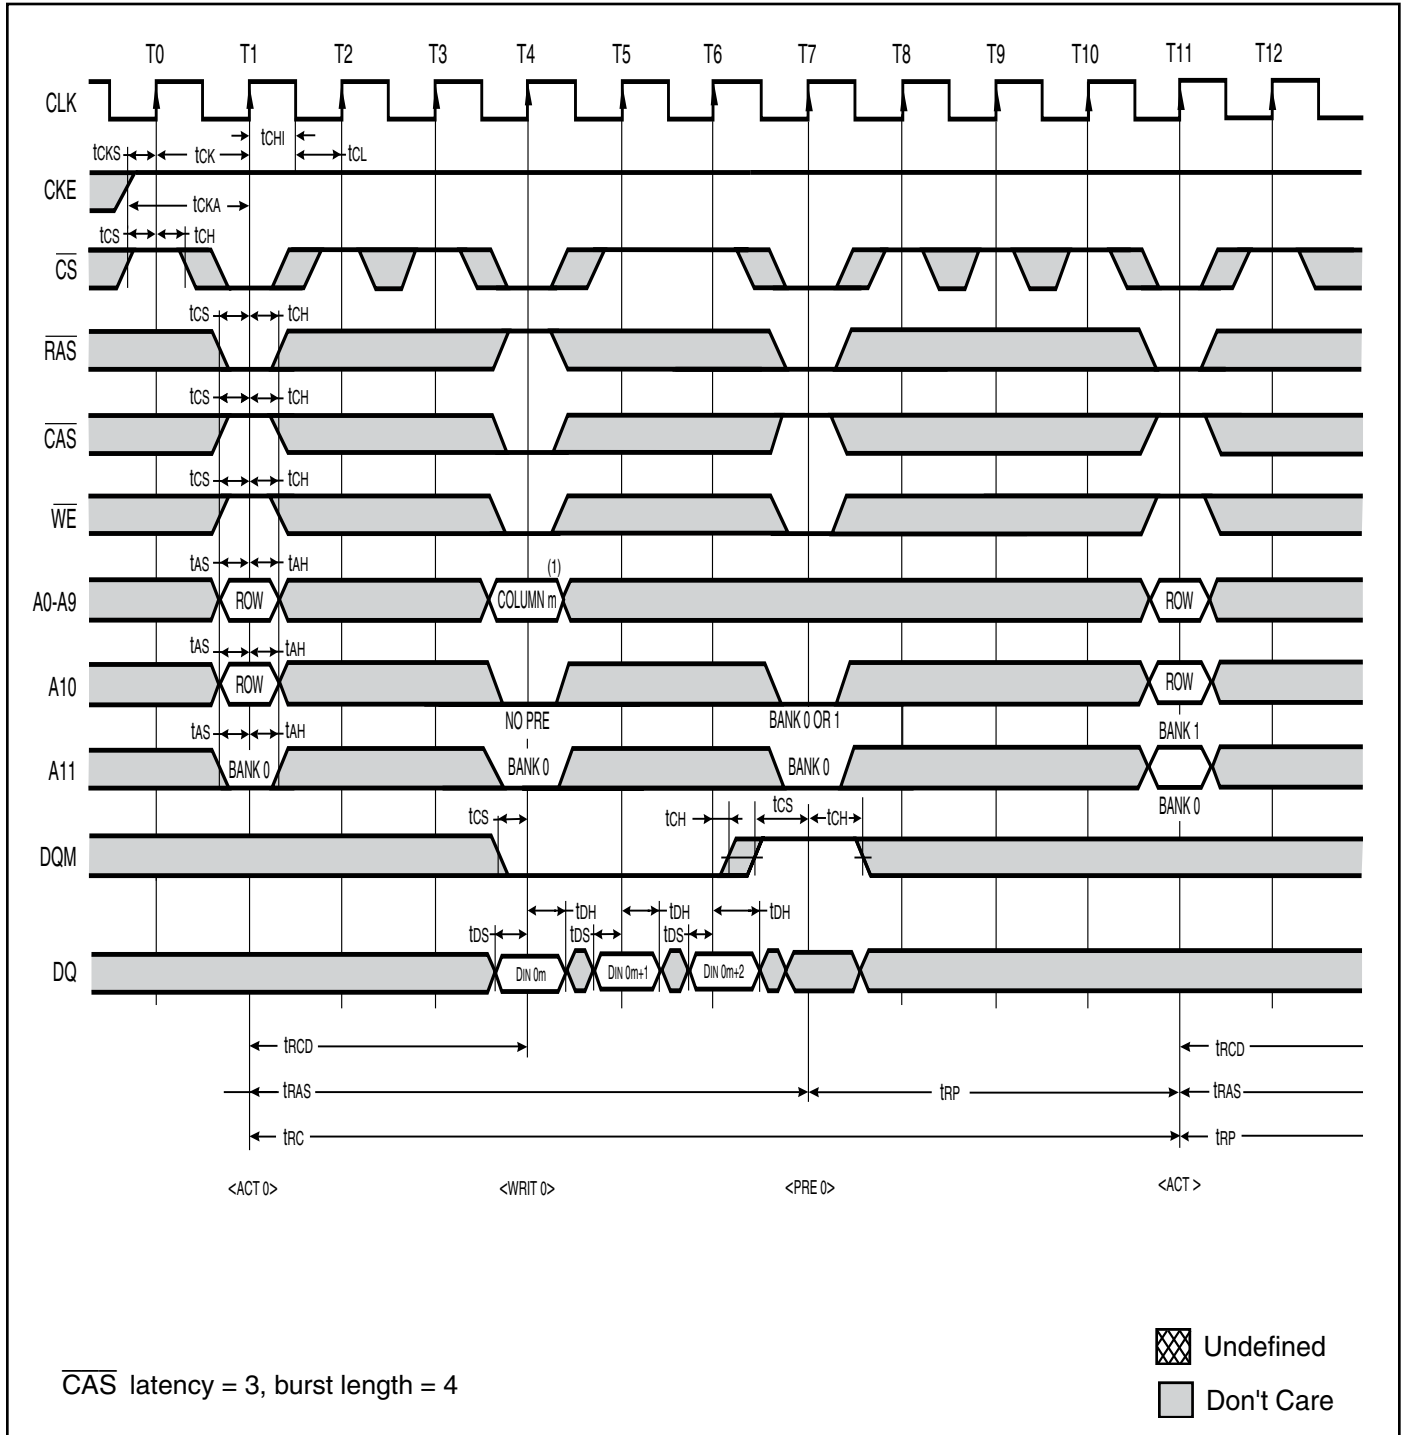 T0 T1 T2 T3 T4 T5 T6 T7 T8 T9 T10 T11 T12
CLK
tCHI
tCKS tCK tCL
CKE
tCKA
tCS tCH
CS
tCS tCH
RAS
tCS tCH
CAS
tCS tCH
WE
tAS tAH (1)
A0-A9 ROW COLUMN m ROW
tAS tAH
A10 ROW ROW
NO PRE BANK 0 OR 1
tAS tAH BANK 1
A11 BANK 0 BANK 0 BANK 0
BANK 0
tCS tCH tCS tCH
DQM
tDH tDH tDH
tDS tDS tDS
DQ DIN 0m DIN 0m+1 DIN 0m+2
tRCD tRCD
tRAS tRP tRAS
tRC tRP
<ACT 0> <WRIT 0> <PRE 0> <ACT >
Undefined
CAS latency = 3, burst length = 4
Don't Care